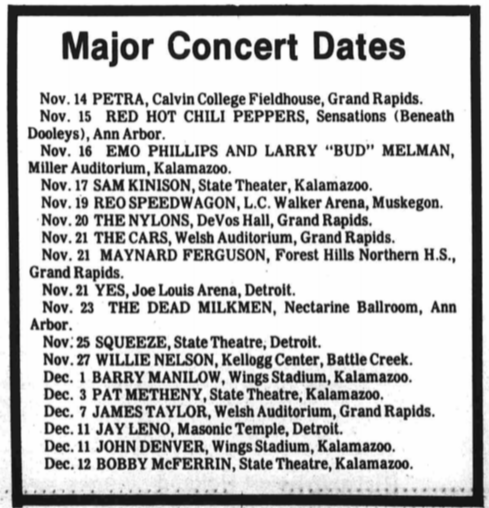 Major Concert Dates
Nov. 14 PETRA, Calvin College Fieldhouse, Grand Rapids.
Nov. 15 RED HOT CHILI PEPPERS, Sensations (Beneath
Dooleys), Ann Arbor.
Nov. 16 EMO PHILLIPS AND LARRY "BUD" MELMAN,
Miller Auditorium, Kalamazoo.
Nov. 17 SAM KINISON, State Theater, Kalamazoo.
Nov. 19 REO SPEEDWAGON, L.C. Walker Arena, Muskegon.
Nov. 20 THE NYLONS, DeVos Hall, Grand Rapids.
Nov. 21 THE CARS, Welsh Auditorium, Grand Rapids.
Nov. 21 MAYNARD FERGUSON, Forest Hills Northern H.S.,
Grand Rapids.
Nov. 21 YES, Joe Louis Arena, Detroit.
Nov. 23 THE DEAD MILKMEN, Nectarine Ballroom, Ann
Arbor.
Nov. 25 SQUEEZE, State Theatre, Detroit.
Nov. 27 WILLIE NELSON, Kellogg Center, Battle Creek.
Dec. 1 BARRY MANILOW, Wings Stadium, Kalamazoo.
Dec. 3 PAT METHENY, State Theatre, Kalamazoo.
Dec. 7 JAMES TAYLOR, Welsh Auditorium, Grand Rapids.
Dec. 11 JAY LENO, Masonic Temple, Detroit.
Dec. 11 JOHN DENVER, Wings Stadium, Kalamazoo.
Dec. 12 BOBBY McFERRIN, State Theatre, Kalamazoo.